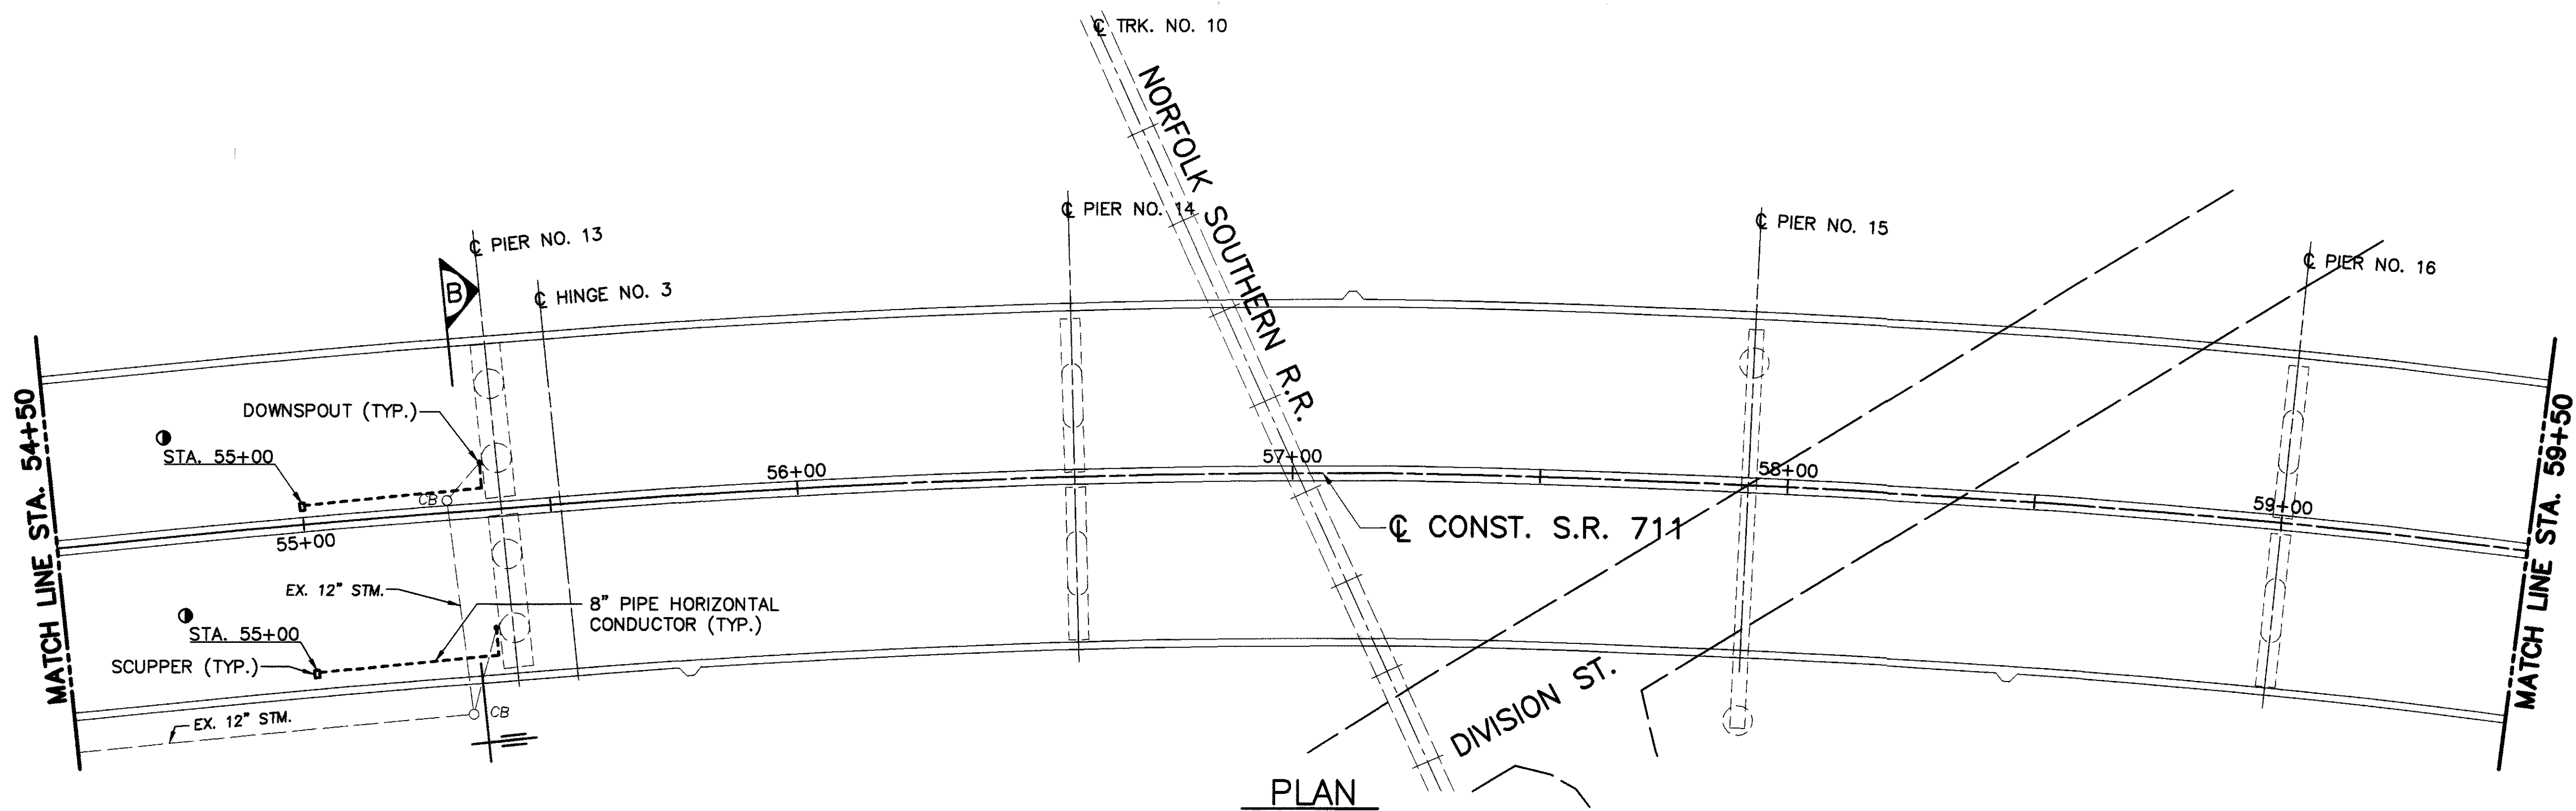 ℄ TRK. NO. 10
NORFOLK SOUTHERN R.R.
℄ PIER NO. 14
℄ PIER NO. 15
℄ PIER NO. 13
℄ PIER NO. 16
B
℄ HINGE NO. 3
MATCH LINE STA. 54+50
MATCH LINE STA. 59+50
DOWNSPOUT (TYP.)
STA. 55+00
56+00
57+00
58+00
59+00
CB
55+00
℄ CONST. S.R. 711
EX. 12" STM.
8" PIPE HORIZONTAL
CONDUCTOR (TYP.)
STA. 55+00
SCUPPER (TYP.)
EX. 12" STM.
CB
DIVISION ST.
PLAN